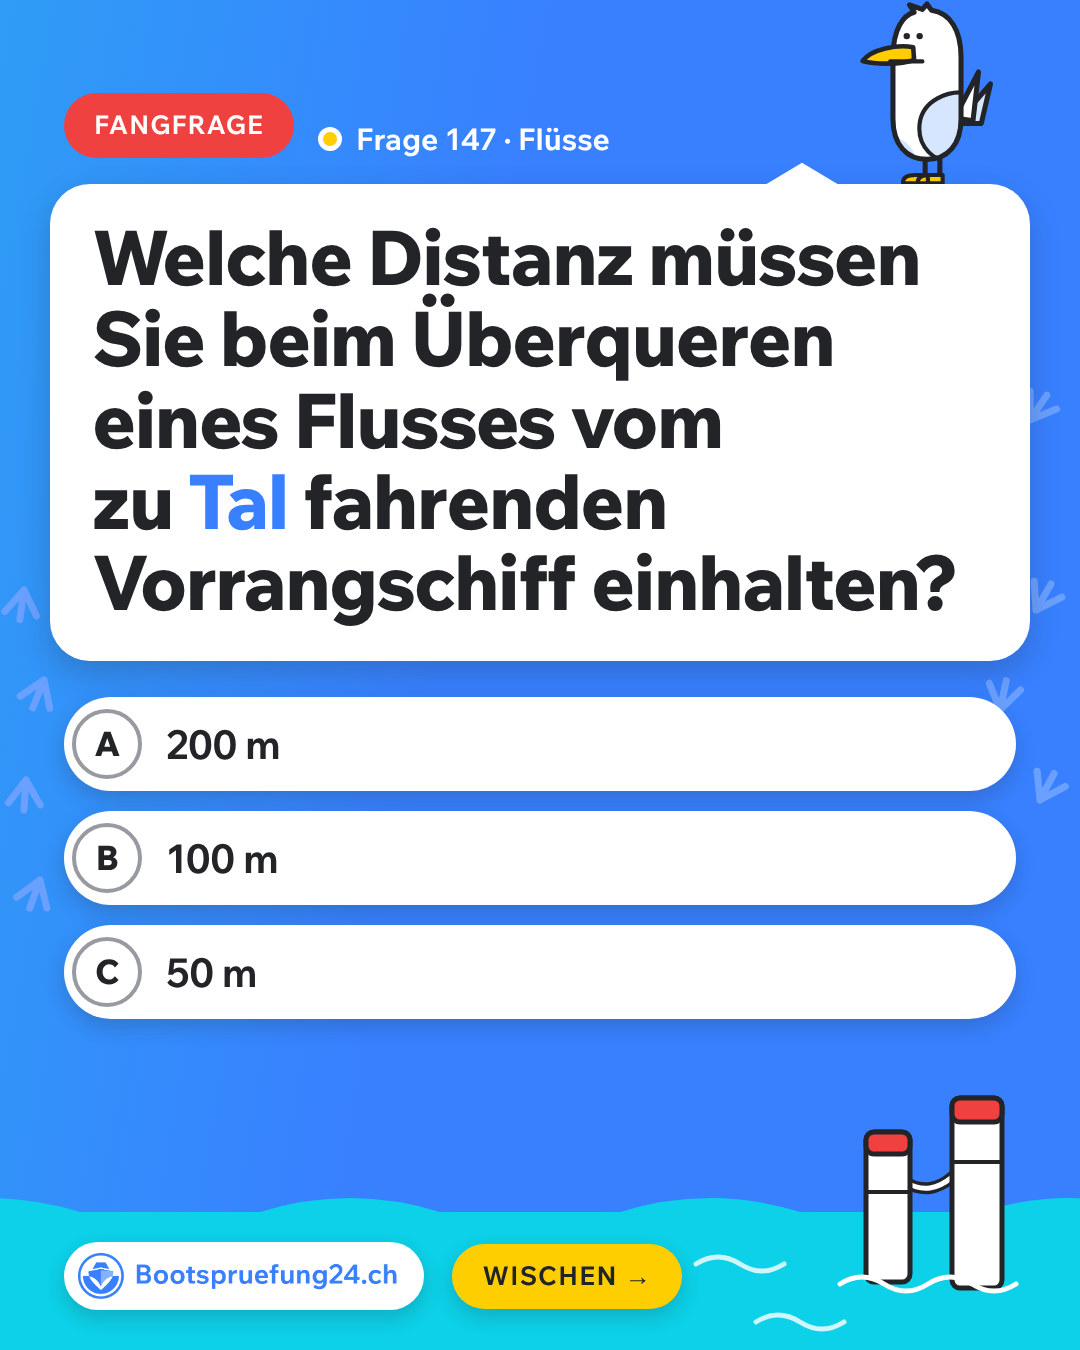 FANGFRAGE
Frage 147 · Flüsse
Welche Distanz müssen
Sie beim Überqueren
eines Flusses vom
zu Tal fahrenden
Vorrangschiff einhalten?
A 200 m
B 100 m
C 50 m
Bootspruefung24.ch
WISCHEN →